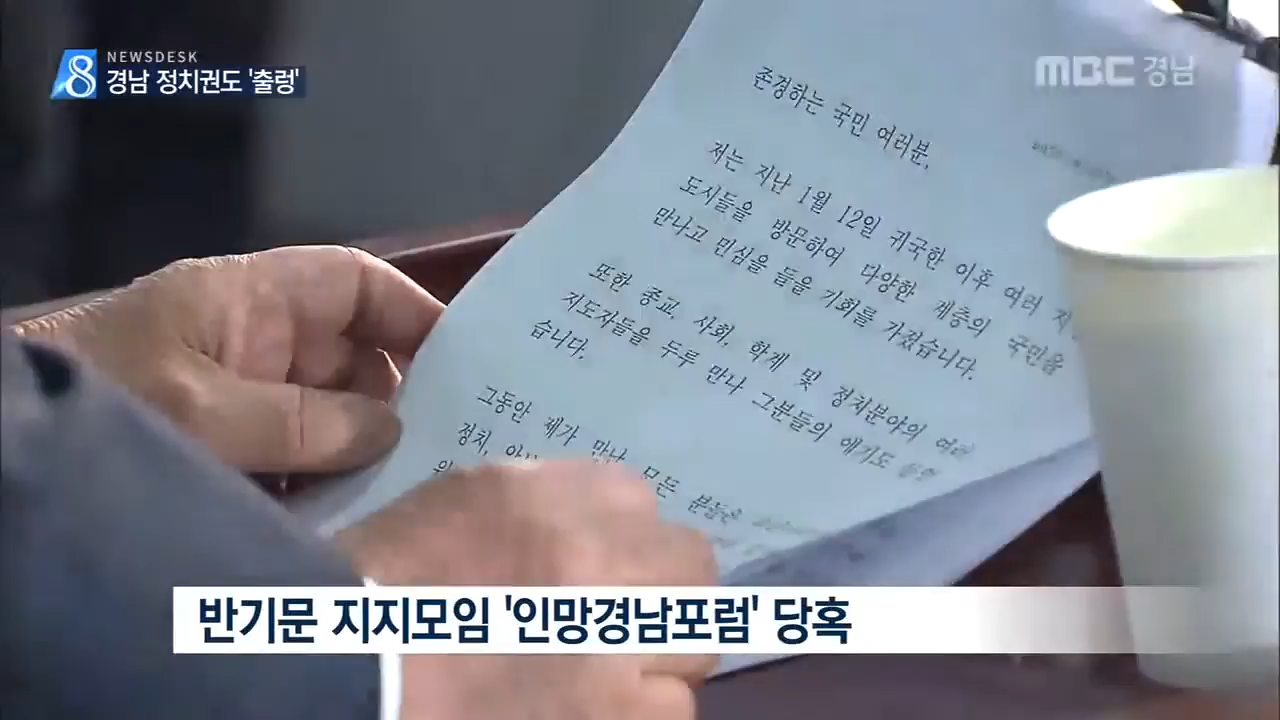 NEWSDESK
8 경남 정치권도 '출렁'
MBC 경남
존경하는 국민 여러분,
저는 지난 1월 12일 귀국한 이후 여러 지
도시들을 방문하여 다양한 계층의 국민을
만나고 민심을 들을 기회를 가졌습니다.
또한 종교, 사회, 학계 및 정치분야의 여러
지도자들을 두루 만나 그분들의 얘기도
습니다.
그동안 제가 만난 모든 분들은
정치,
반기문 지지모임 '인망경남포럼' 당혹